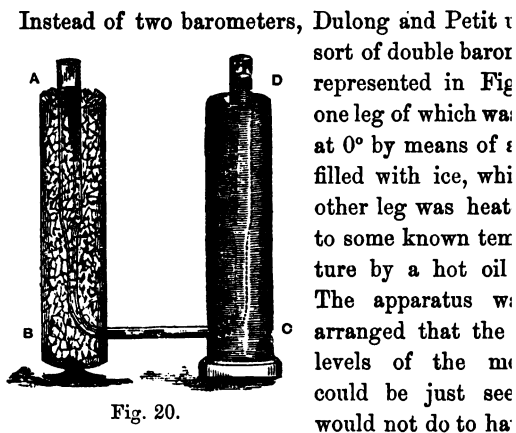 Instead of two barometers, Dulong and Petit u
sort of double baron
represented in Fig
one leg of which was
at 0° by means of a
filled with ice, whi
other leg was heat
to some known tem
ture by a hot oil
The apparatus wa
arranged that the
levels of the me
could be just see
would not do to hav
A
D
B
C
Fig. 20.